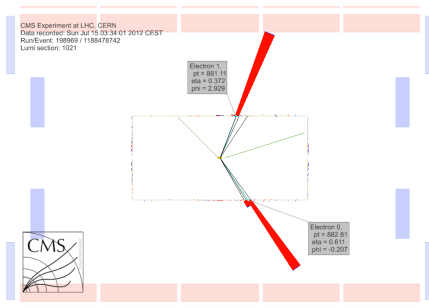 CMS Experiment at LHC, CERN
Data recorded: Sun Jul 15 03:34:01 2012 CEST
Run/Event: 198969 / 1188478742
Lumi section: 1021
Electron 1,
pt = 881.11
eta = 0.372
phi = 2.929
Electron 0,
pt = 882.81
eta = 0.611
phi = -0.207
CMS